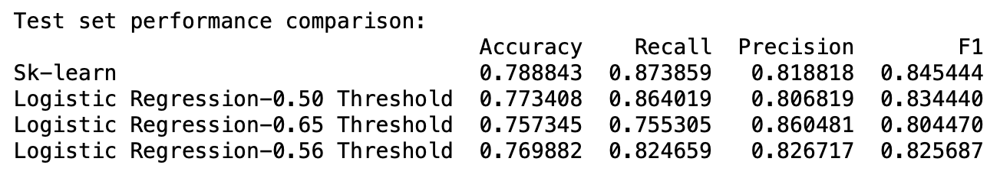 Test set performance comparison:
Accuracy Recall Precision F1
Sk-learn 0.788843 0.873859 0.818818 0.845444
Logistic Regression-0.50 Threshold 0.773408 0.864019 0.806819 0.834440
Logistic Regression-0.65 Threshold 0.757345 0.755305 0.860481 0.804470
Logistic Regression-0.56 Threshold 0.769882 0.824659 0.826717 0.825687